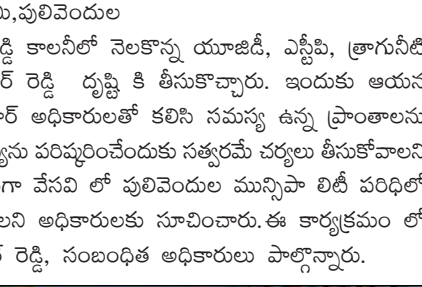 మి,పులివెందుల
డ్డి కాలనీలో నెలకొన్న యూజిడీ, ఎస్టీపి, త్రాగునీటి
ర్ రెడ్డి దృష్టి కి తీసుకొచ్చారు. ఇందుకు ఆయన
ార్ అధికారులతో కలిసి సమస్య ఉన్న ప్రాంతాలను
్యను పరిష్కరించేందుకు సత్వరమే చర్యలు తీసుకోవాలని
గా వేసవి లో పులివెందుల మున్సిపా లిటీ పరిధిలో
లని అధికారులకు సూచించారు.ఈ కార్యక్రమం లో
్ రెడ్డి, సంబంధిత అధికారులు పాల్గొన్నారు.